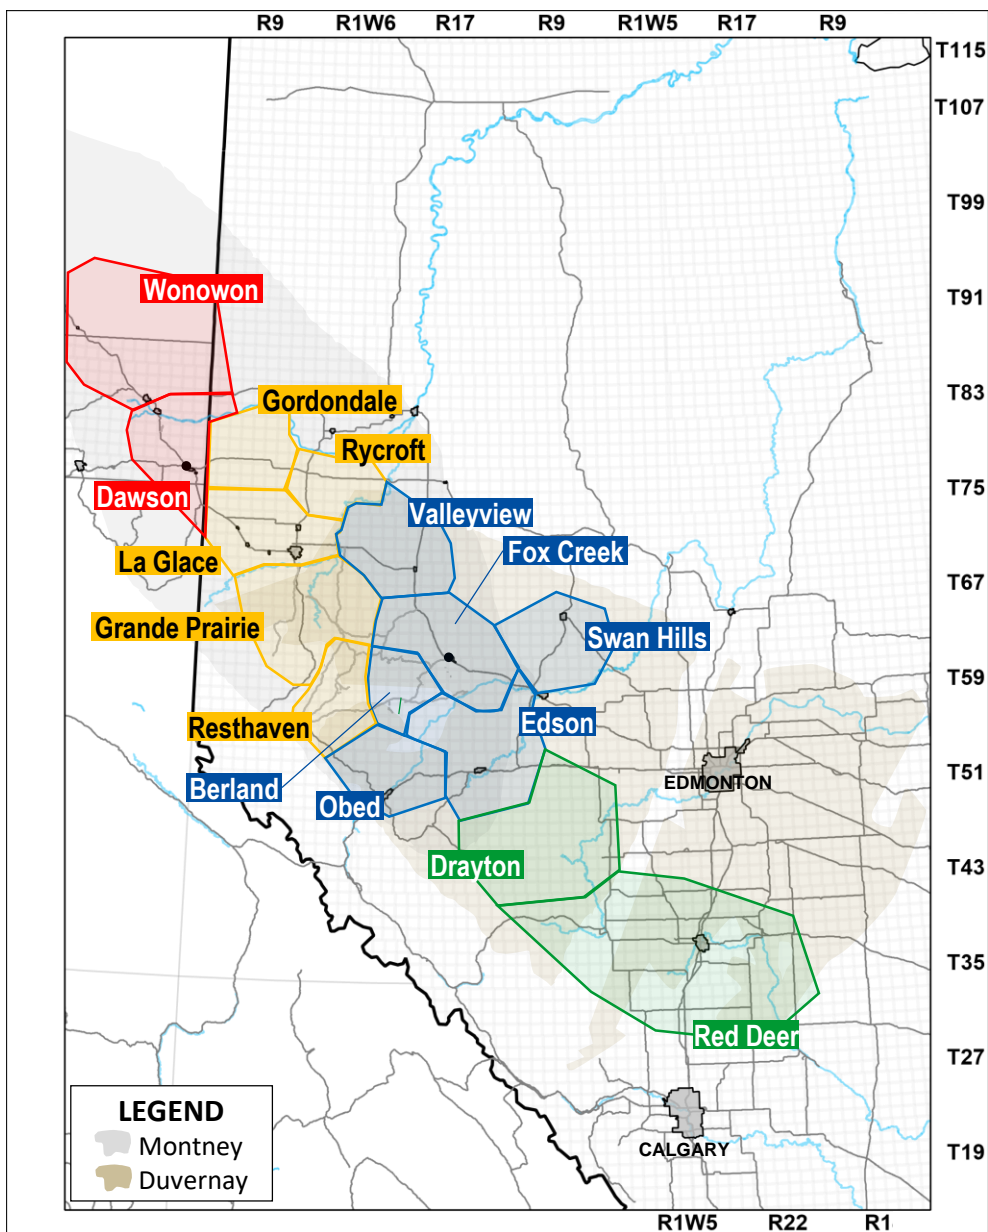 R9 R1W6 R17 R9 R1W5 R17 R9
T115
T107
T99
T91
Wonowon
T83
Gordondale
Rycroft
T75
Dawson
Valleyview
Fox Creek
La Glace
T67
Grande Prairie
Swan Hills
T59
Resthaven
Edson
Berland
T51
EDMONTON
Obed
Drayton
T43
T35
Red Deer
T27
LEGEND
Montney
Duvernay
CALGARY
T19
R1W5 R22 R1